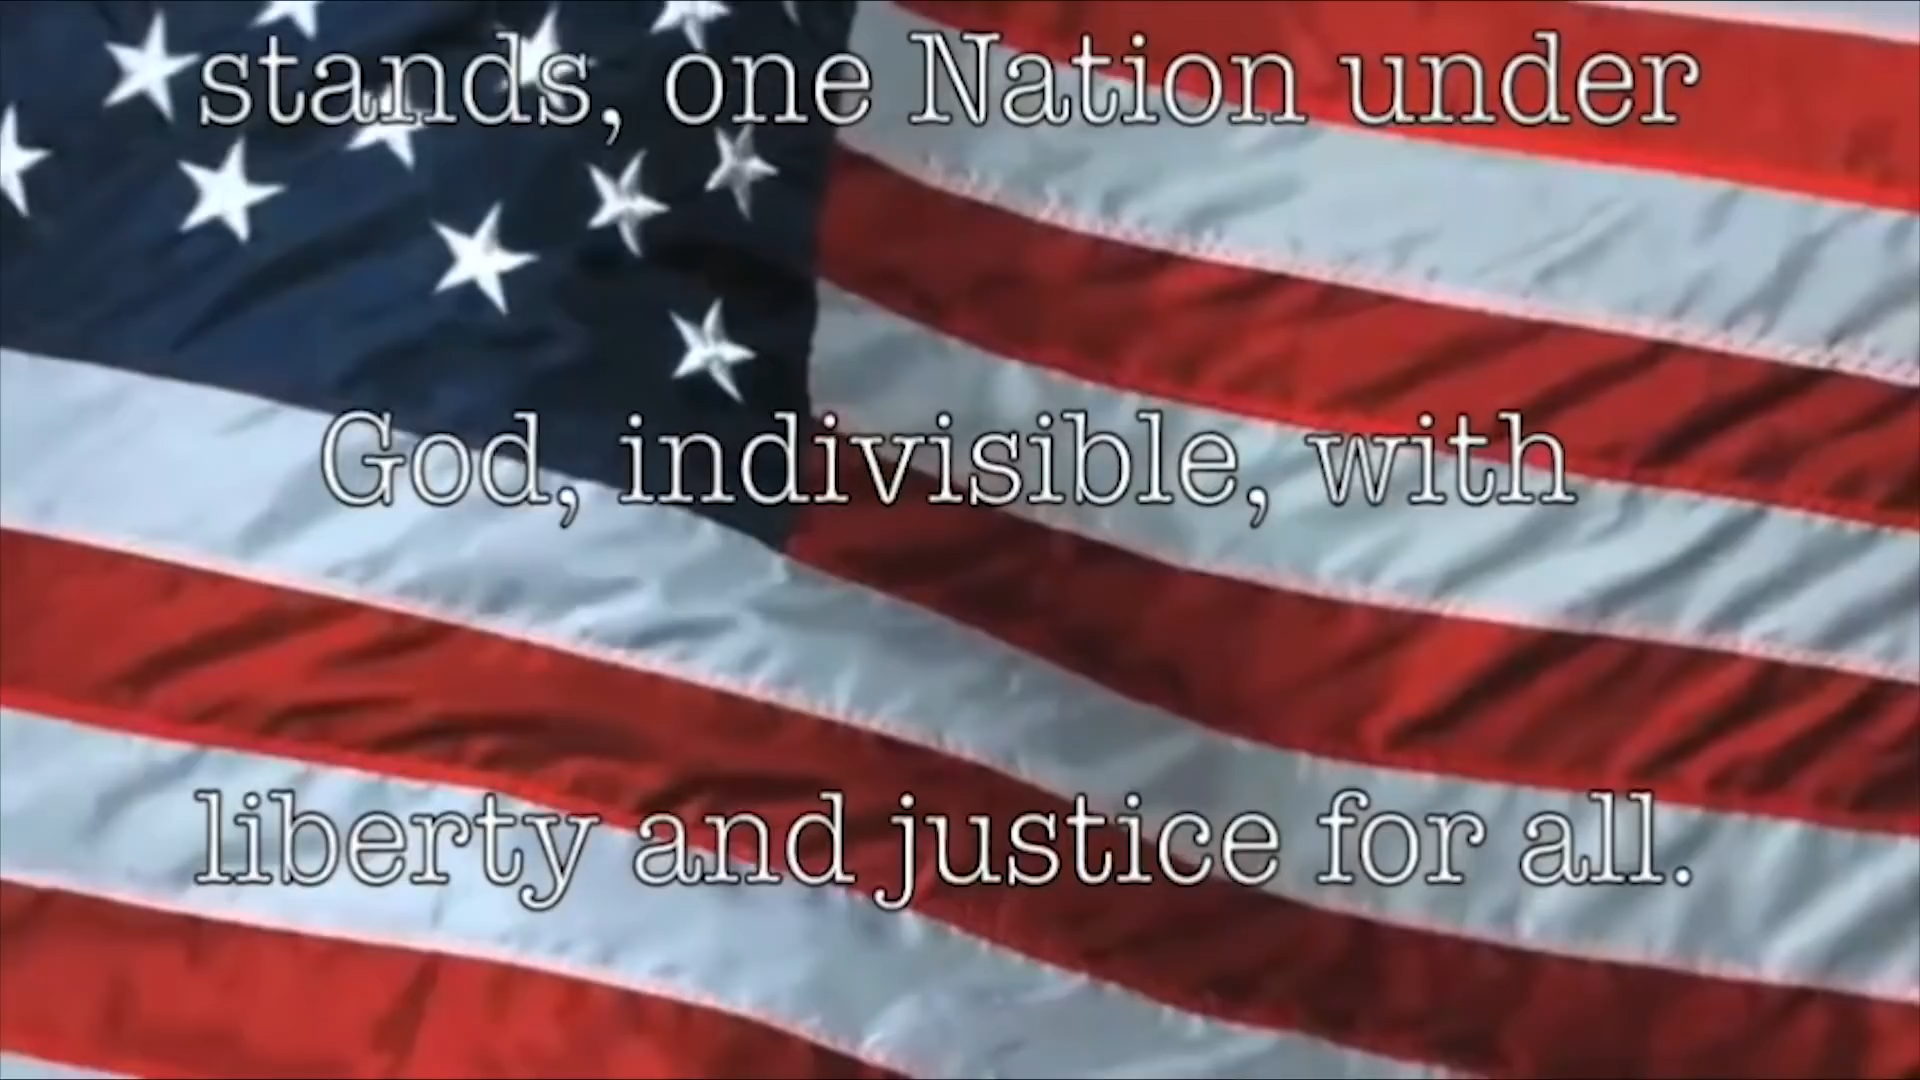 stands, one Nation under
God, indivisible, with
liberty and justice for all.